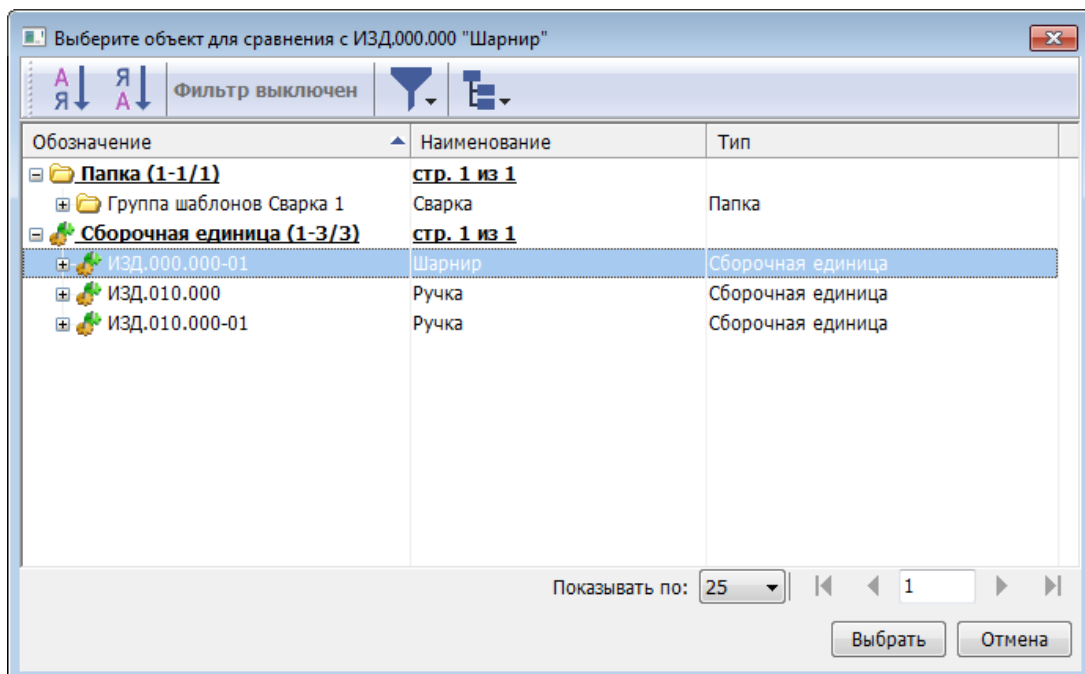 Выберите объект для сравнения с ИЗД.000.000 "Шарнир"
А Я Я А Фильтр выключен
Обозначение Наименование Тип
Папка (1-1/1) стр. 1 из 1
Группа шаблонов Сварка 1 Сварка Папка
Сборочная единица (1-3/3) стр. 1 из 1
ИЗД.000.000-01 Шарнир Сборочная единица
ИЗД.010.000 Ручка Сборочная единица
ИЗД.010.000-01 Ручка Сборочная единица
Показывать по: 25 1
Выбрать Отмена